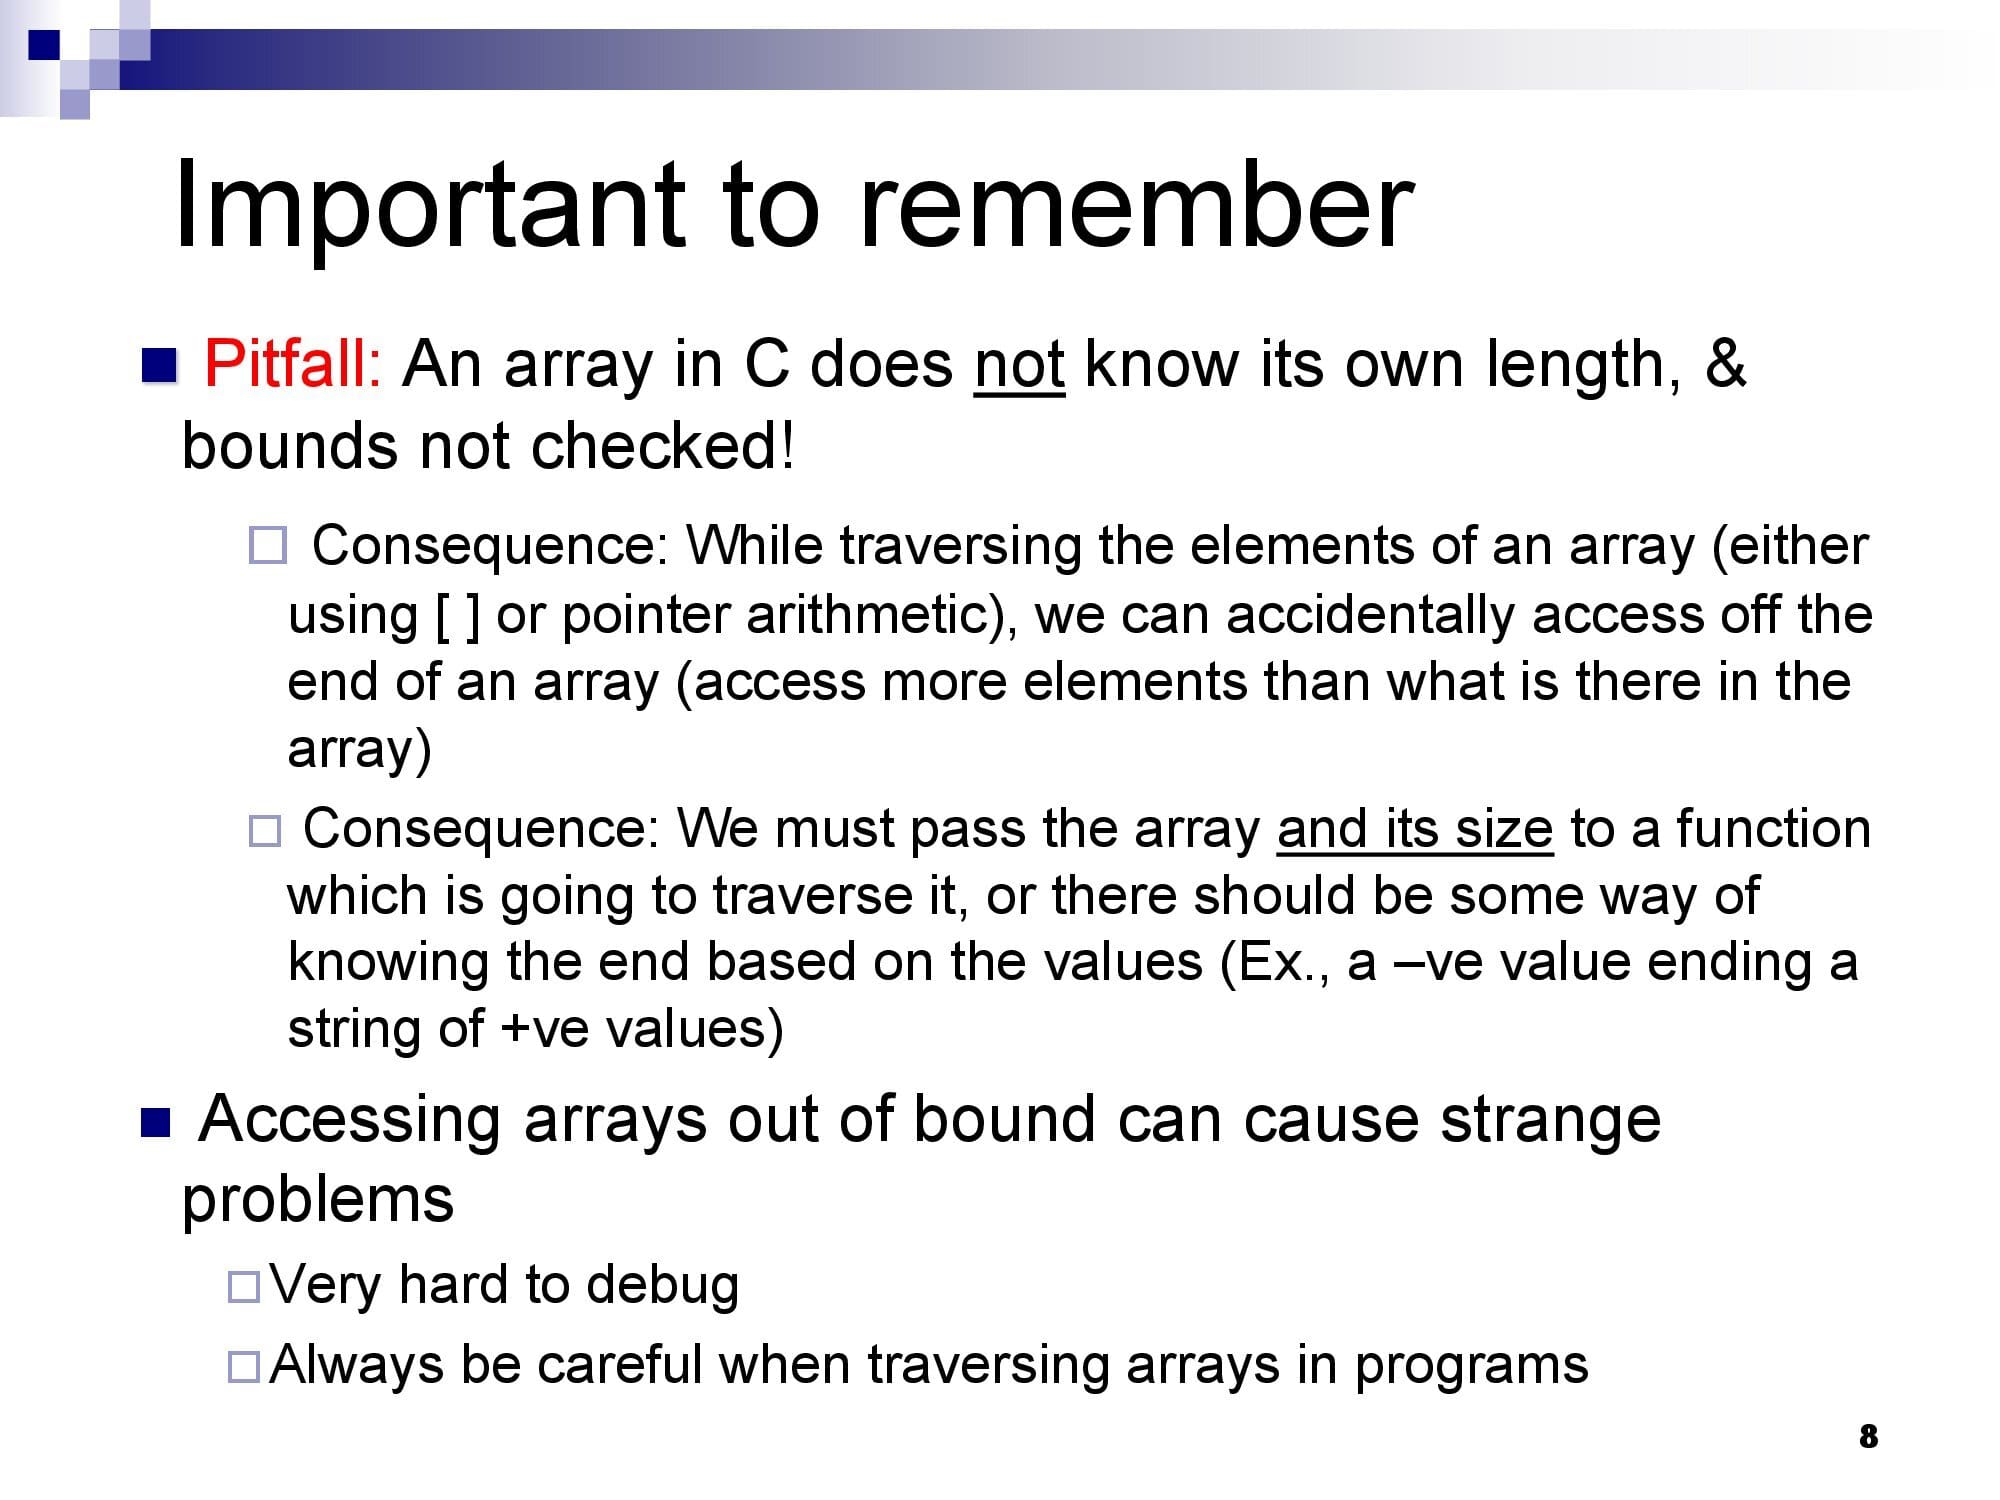 Important to remember
Pitfall: An array in C does not know its own length, &
bounds not checked!
Consequence: While traversing the elements of an array (either
using [ ] or pointer arithmetic), we can accidentally access off the
end of an array (access more elements than what is there in the
array)
Consequence: We must pass the array and its size to a function
which is going to traverse it, or there should be some way of
knowing the end based on the values (Ex., a –ve value ending a
string of +ve values)
Accessing arrays out of bound can cause strange
problems
Very hard to debug
Always be careful when traversing arrays in programs
8